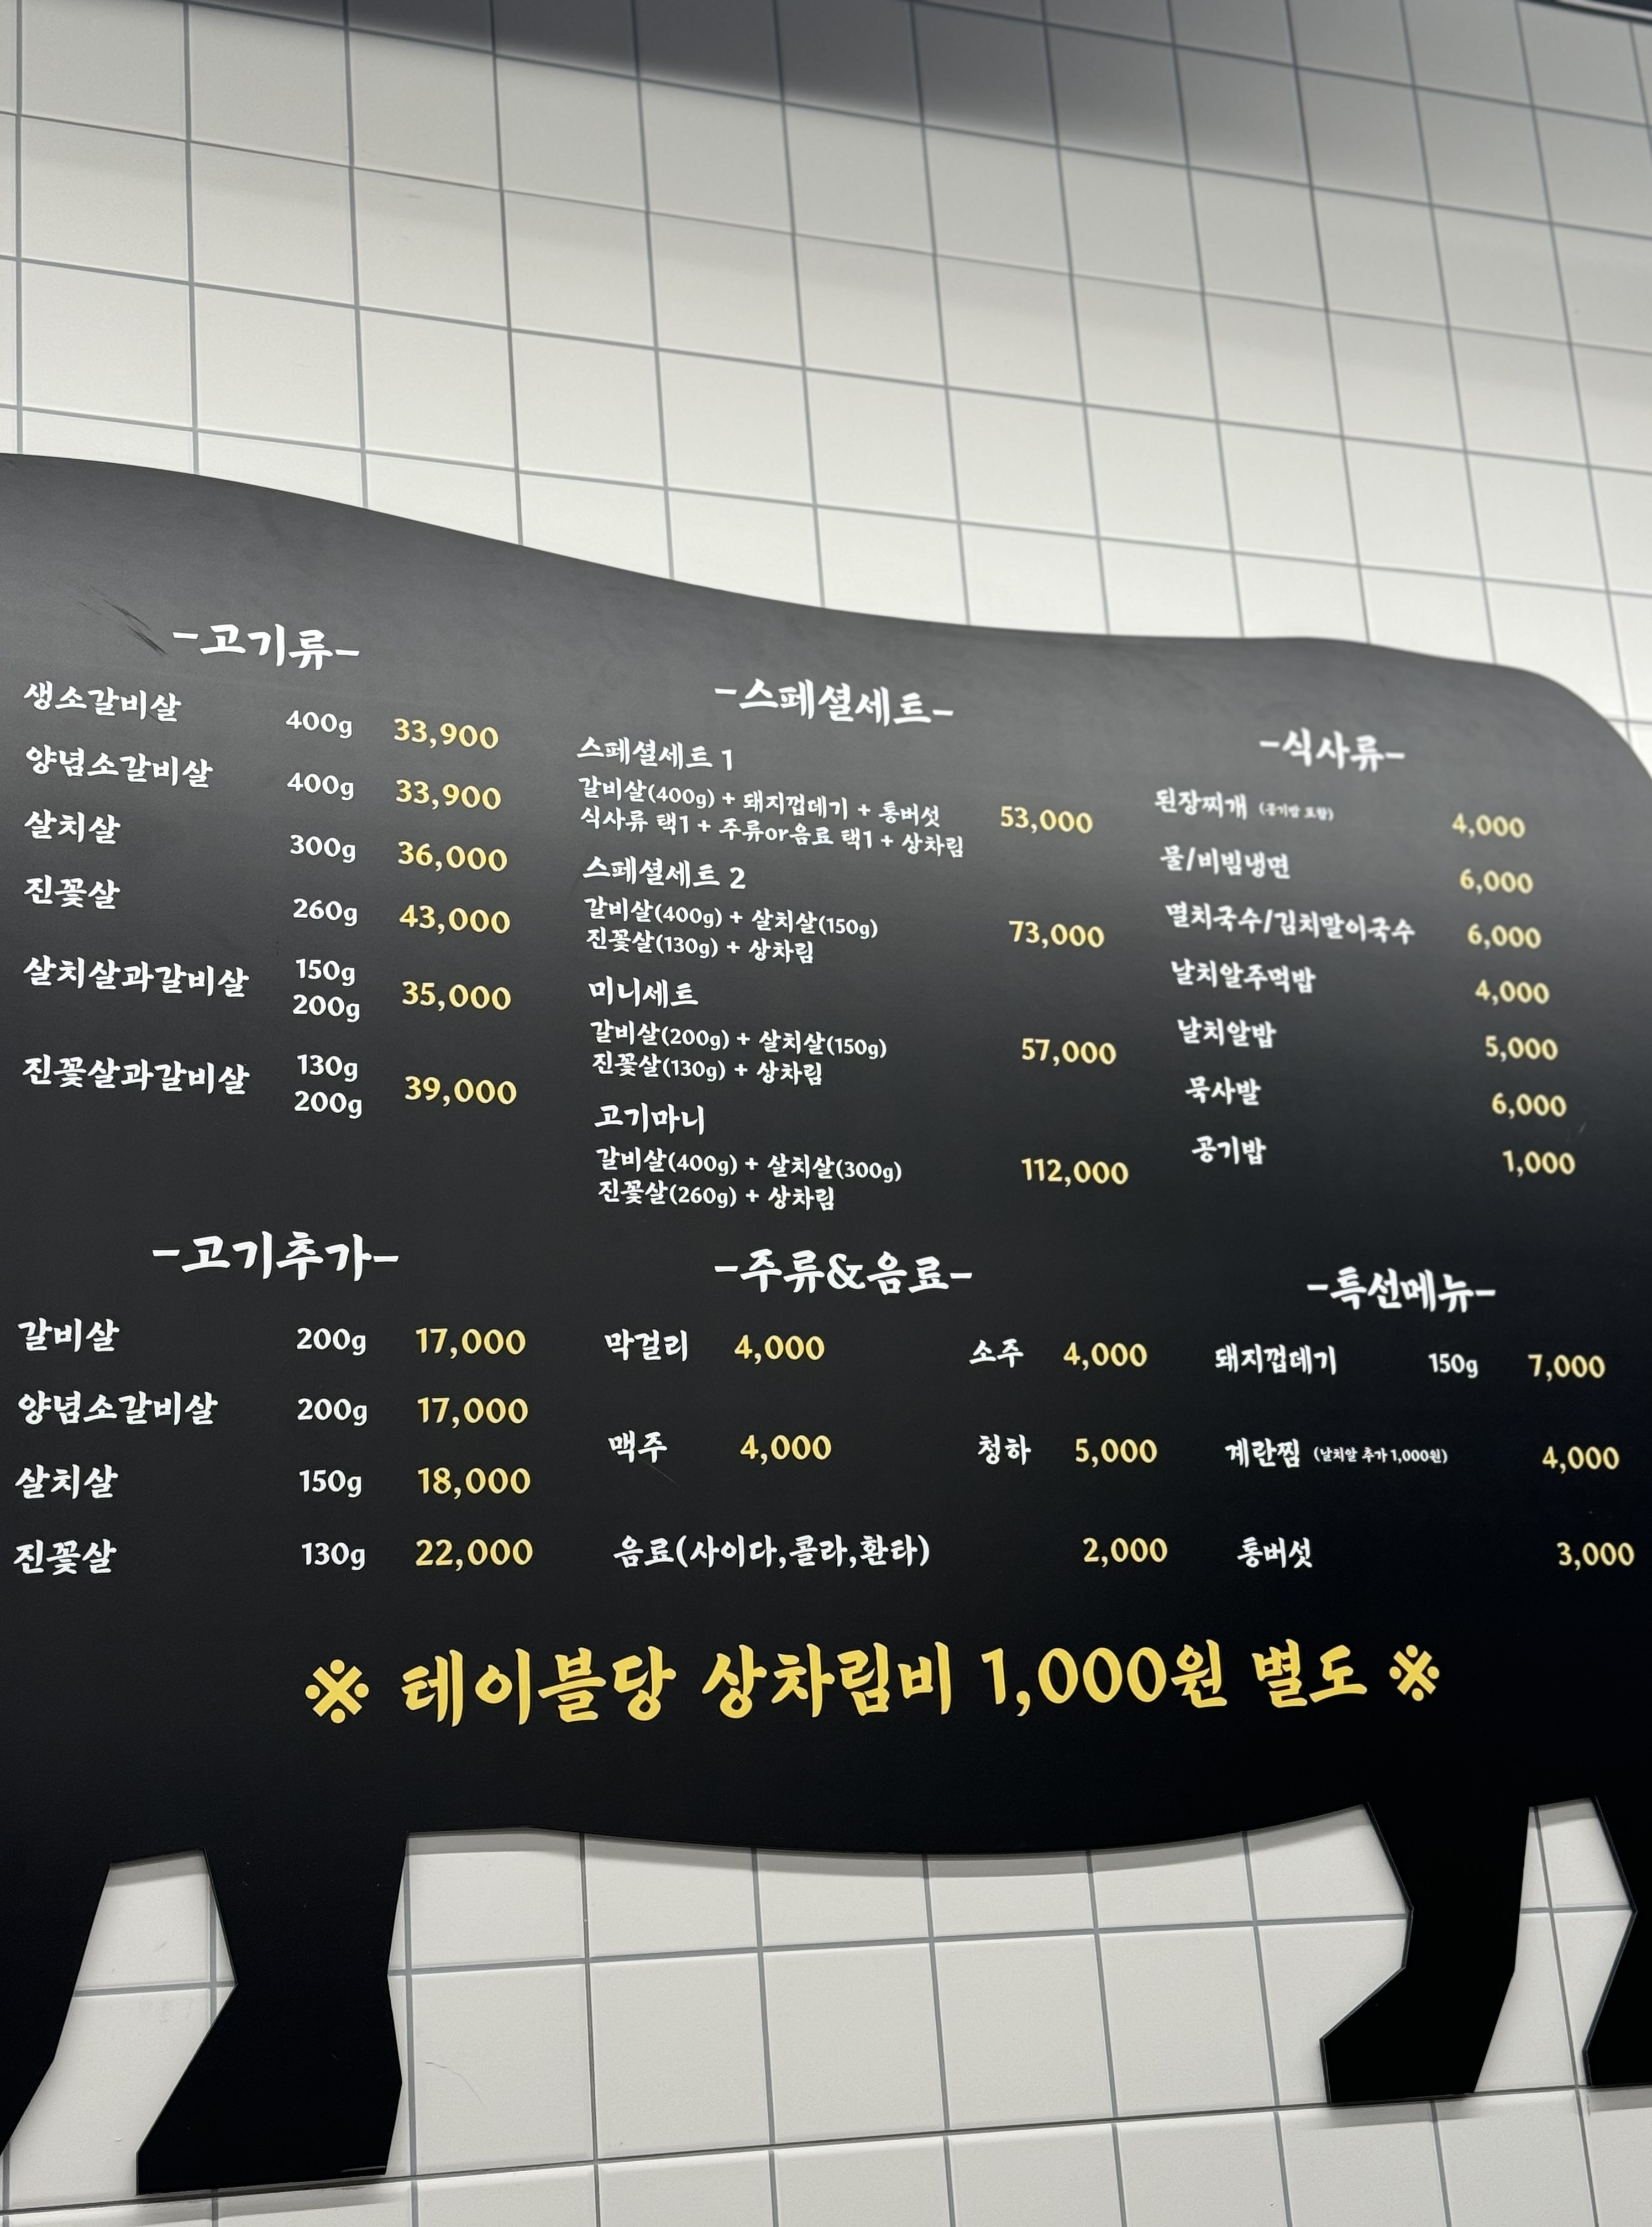 -고기류-
생소갈비살 400g 33,900
양념소갈비살 400g 33,900
살치살 300g 36,000
진꽃살 260g 43,000
살치살과갈비살 150g 200g 35,000
진꽃살과갈비살 130g 200g 39,000
-스페셜세트-
스페셜세트 1
갈비살(400g) + 돼지껍데기 + 통버섯
식사류 택1 + 주류or음료 택1 + 상차림
53,000
스페셜세트 2
갈비살(400g) + 살치살(150g)
진꽃살(130g) + 상차림
73,000
미니세트
갈비살(200g) + 살치살(150g)
진꽃살(130g) + 상차림
57,000
고기마니
갈비살(400g) + 살치살(300g)
진꽃살(260g) + 상차림
112,000
-식사류-
된장찌개 (공기밥 포함) 4,000
물/비빔냉면 6,000
멸치국수/김치말이국수 6,000
날치알주먹밥 4,000
날치알밥 5,000
묵사발 6,000
공기밥 1,000
-고기추가-
갈비살 200g 17,000
양념소갈비살 200g 17,000
살치살 150g 18,000
진꽃살 130g 22,000
-주류&음료-
막걸리 4,000 소주 4,000
맥주 4,000 청하 5,000
음료(사이다,콜라,환타) 2,000
-특선메뉴-
돼지껍데기 150g 7,000
계란찜 (날치알 추가 1,000원) 4,000
통버섯 3,000
※ 테이블당 상차림비 1,000원 별도 ※